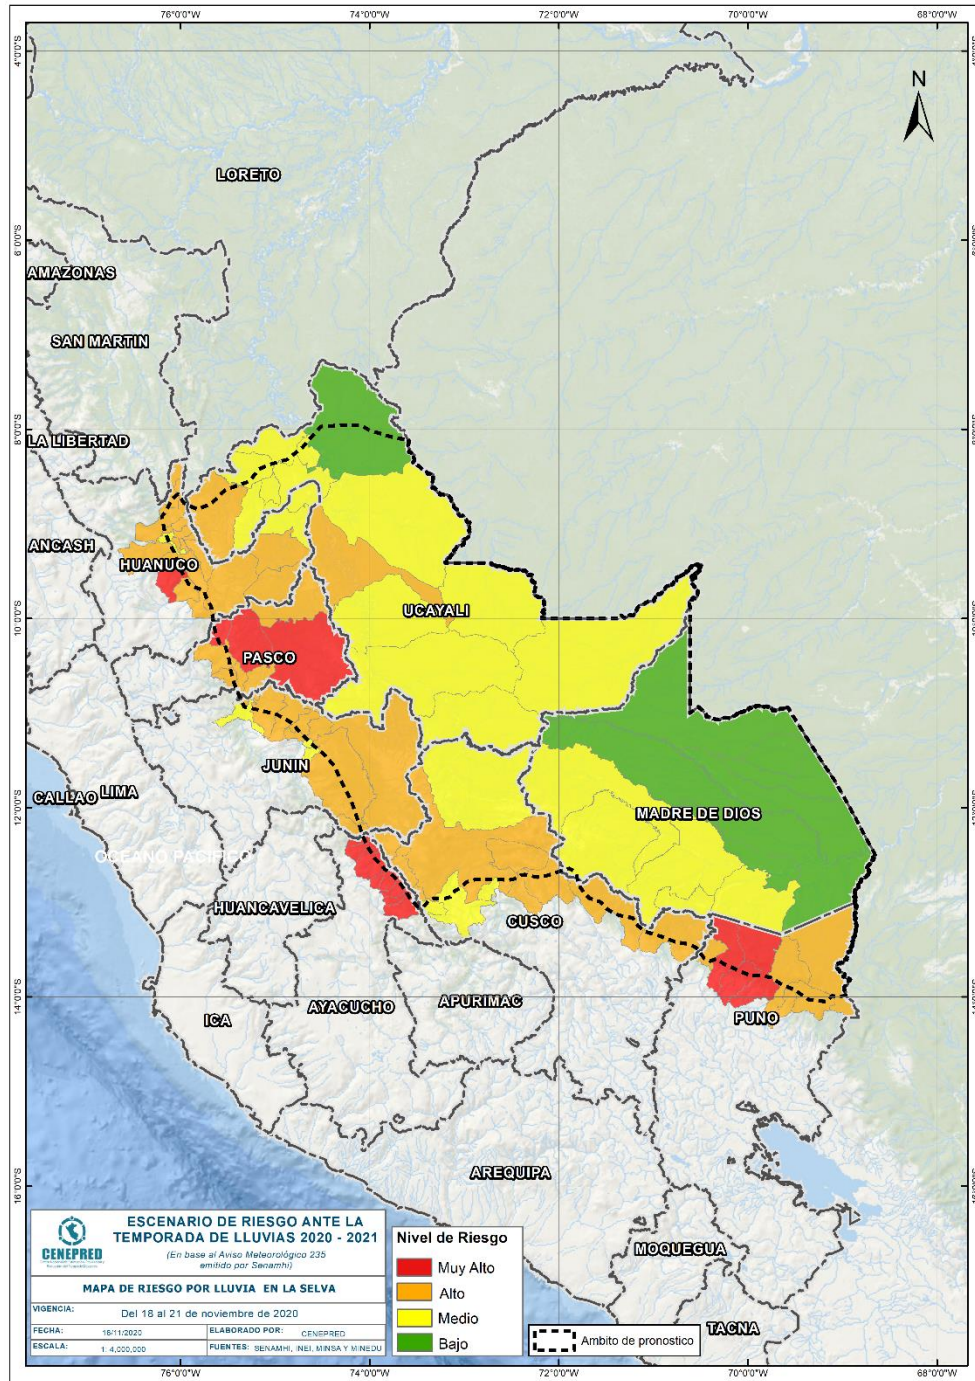 76°0'0"W 74°0'0"W 72°0'0"W 70°0'0"W 68°0'0"W
4°0'0"S
N
LORETO
6°0'0"S
AMAZONAS
SAN MARTIN
8°0'0"S
LA LIBERTAD
ANCASH
HUANUCO
10°0'0"S
UCAYALI
PASCO
JUNIN
12°0'0"S
CALLAO
LIMA
MADRE DE DIOS
OCEANO PACIFICO
HUANCAVELICA
CUSCO
14°0'0"S
ICA
AYACUCHO
APURIMAC
PUNO
AREQUIPA
16°0'0"S
MOQUEGUA
TACNA
CENEPRED
ESCENARIO DE RIESGO ANTE LA
TEMPORADA DE LLUVIAS 2020 - 2021
(En base al Aviso Meteorológico 235
emitido por Senamhi)
MAPA DE RIESGO POR LLUVIA EN LA SELVA
VIGENCIA: Del 18 al 21 de noviembre de 2020
FECHA: 16/11/2020 ELABORADO POR: CENEPRED
ESCALA: 1: 4,000,000 FUENTES: SENAMHI, INEI, MINSA Y MINEDU
Nivel de Riesgo
Muy Alto
Alto
Medio
Bajo
Ambito de pronostico
76°0'0"W 74°0'0"W 72°0'0"W 70°0'0"W 68°0'0"W